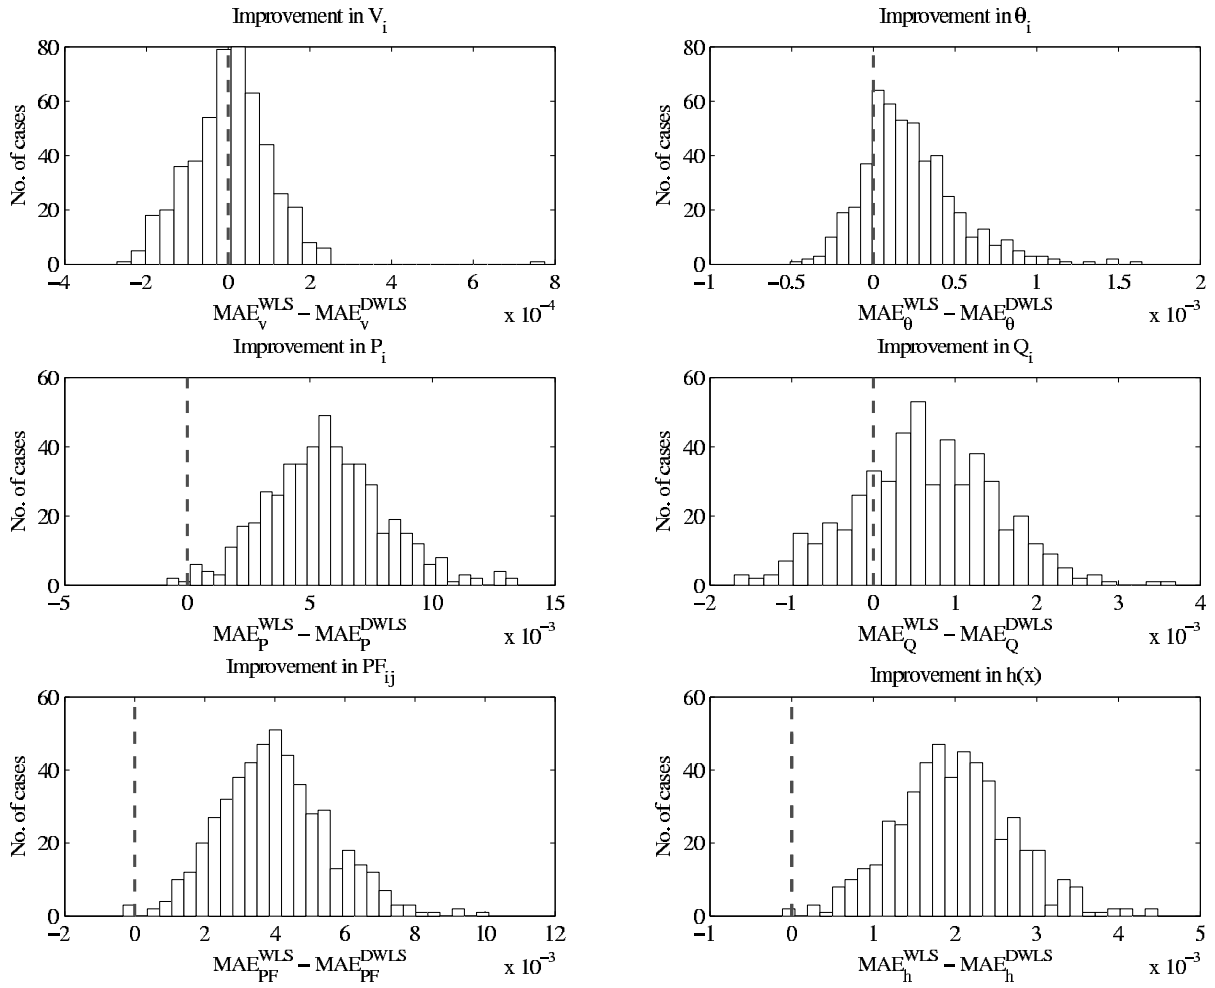 Improvement in V_i
No. of cases
80
60
40
20
0
−4 −2 0 2 4 6 8
x 10^−4
MAE_v^WLS − MAE_v^DWLS
Improvement in θ_i
No. of cases
80
60
40
20
0
−1 −0.5 0 0.5 1 1.5 2
x 10^−3
MAE_θ^WLS − MAE_θ^DWLS
Improvement in P_i
No. of cases
60
40
20
0
−5 0 5 10 15
x 10^−3
MAE_P^WLS − MAE_P^DWLS
Improvement in Q_i
No. of cases
60
40
20
0
−2 −1 0 1 2 3 4
x 10^−3
MAE_Q^WLS − MAE_Q^DWLS
Improvement in PF_ij
No. of cases
60
40
20
0
−2 0 2 4 6 8 10 12
x 10^−3
MAE_PF^WLS − MAE_PF^DWLS
Improvement in h(x)
No. of cases
60
40
20
0
−1 0 1 2 3 4 5
x 10^−3
MAE_h^WLS − MAE_h^DWLS